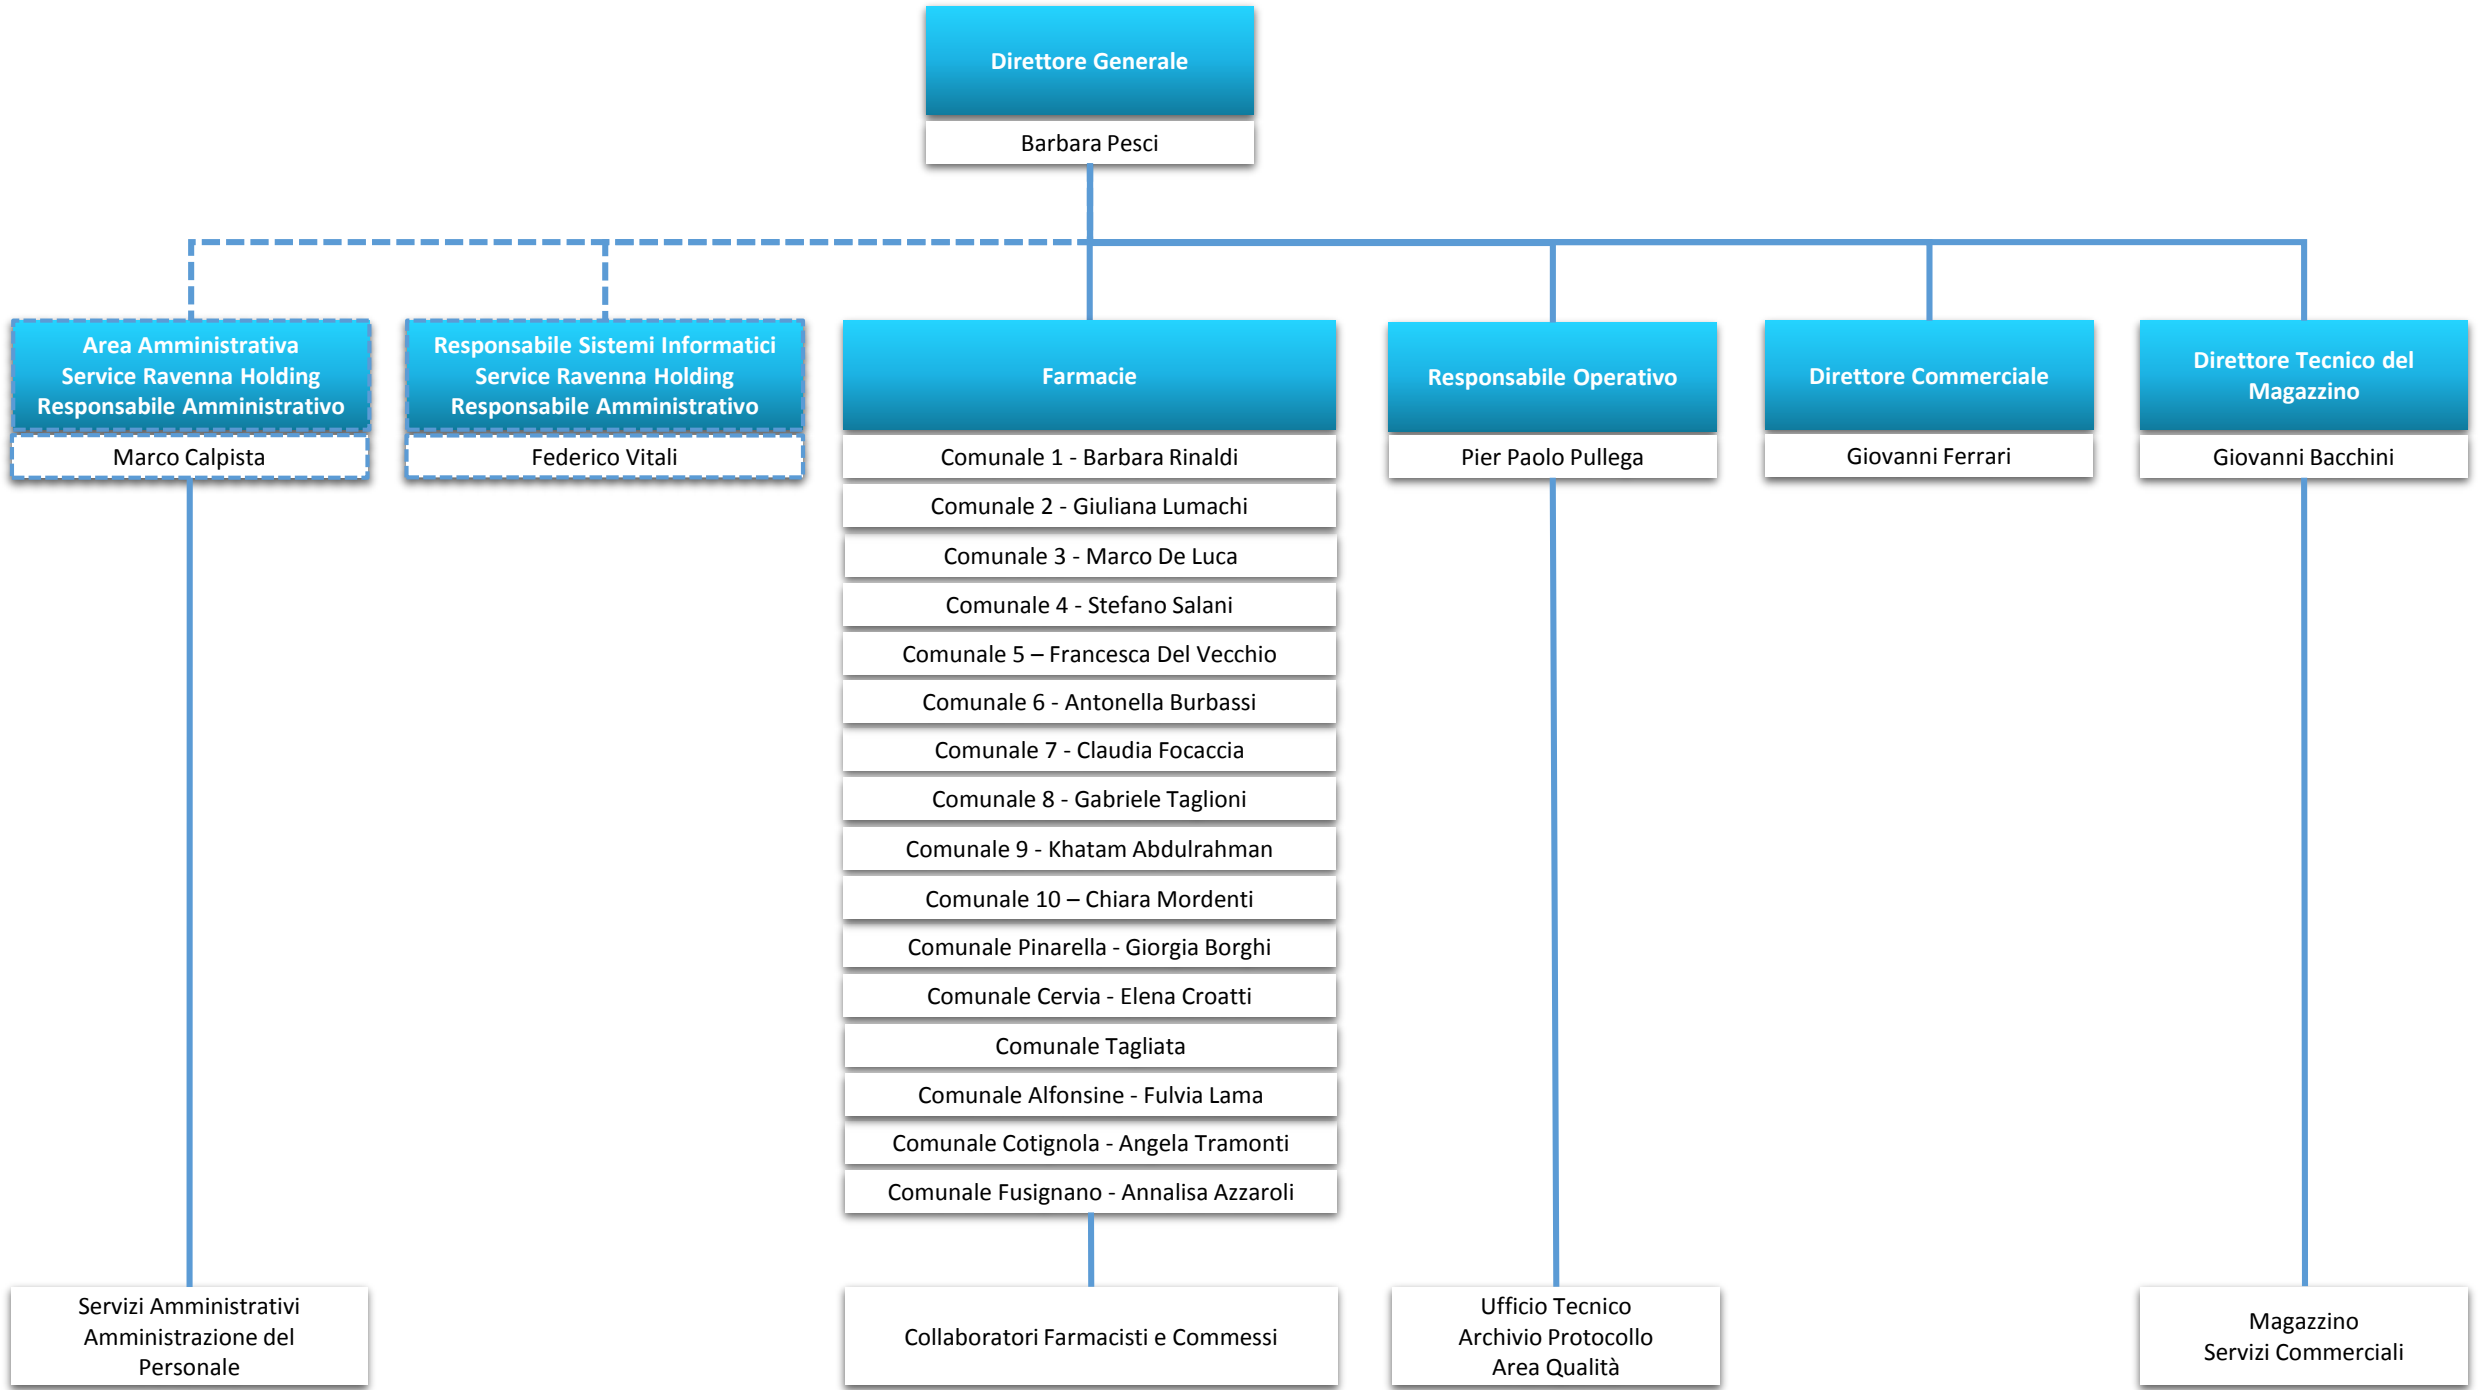 Direttore Generale
Barbara Pesci
Area Amministrativa
Service Ravenna Holding
Responsabile Amministrativo
Marco Calpista
Responsabile Sistemi Informatici
Service Ravenna Holding
Responsabile Amministrativo
Federico Vitali
Farmacie
Comunale 1 - Barbara Rinaldi
Comunale 2 - Giuliana Lumachi
Comunale 3 - Marco De Luca
Comunale 4 - Stefano Salani
Comunale 5 – Francesca Del Vecchio
Comunale 6 - Antonella Burbassi
Comunale 7 - Claudia Focaccia
Comunale 8 - Gabriele Taglioni
Comunale 9 - Khatam Abdulrahman
Comunale 10 – Chiara Mordenti
Comunale Pinarella - Giorgia Borghi
Comunale Cervia - Elena Croatti
Comunale Tagliata
Comunale Alfonsine - Fulvia Lama
Comunale Cotignola - Angela Tramonti
Comunale Fusignano - Annalisa Azzaroli
Responsabile Operativo
Pier Paolo Pullega
Direttore Commerciale
Giovanni Ferrari
Direttore Tecnico del
Magazzino
Giovanni Bacchini
Servizi Amministrativi
Amministrazione del
Personale
Collaboratori Farmacisti e Commessi
Ufficio Tecnico
Archivio Protocollo
Area Qualità
Magazzino
Servizi Commerciali